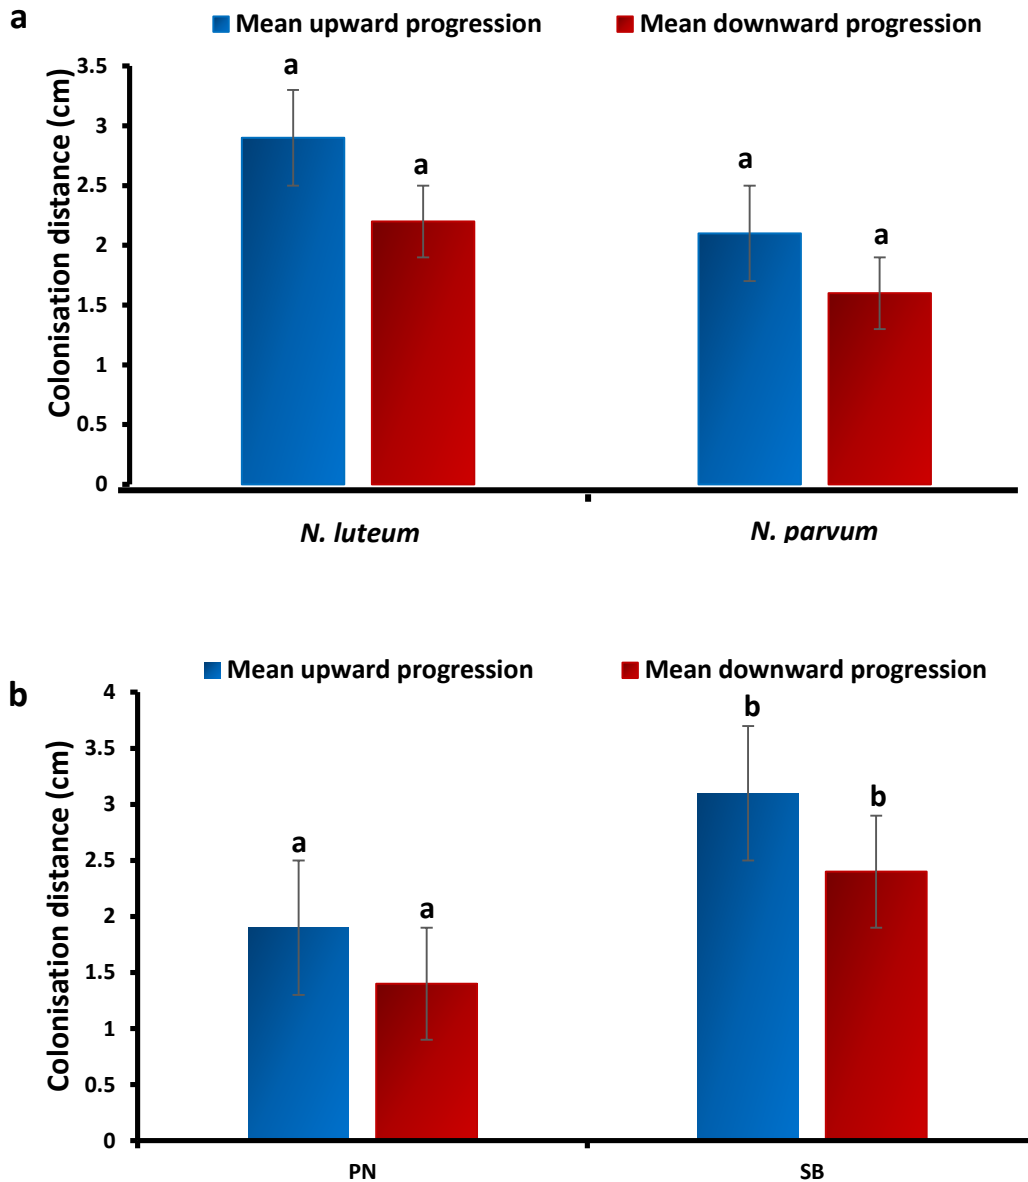 a
Mean upward progression Mean downward progression
Colonisation distance (cm)
3.5
3
2.5
2
1.5
1
0.5
0
a
a
a
a
N. luteum N. parvum
b
Mean upward progression Mean downward progression
Colonisation distance (cm)
4
3.5
3
2.5
2
1.5
1
0.5
0
a
a
b
b
PN SB